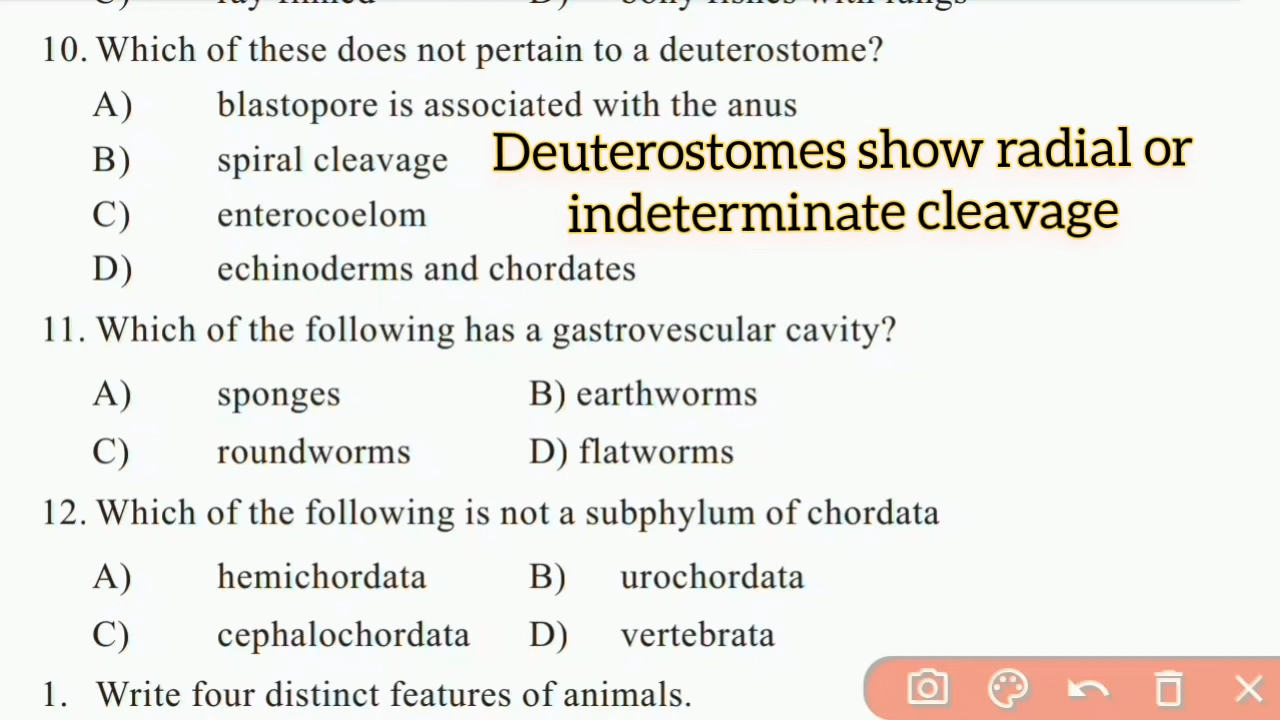 10. Which of these does not pertain to a deuterostome?
A) blastopore is associated with the anus
B) spiral cleavage
Deuterostomes show radial or
indeterminate cleavage
C) enterocoelom
D) echinoderms and chordates
11. Which of the following has a gastrovescular cavity?
A) sponges B) earthworms
C) roundworms D) flatworms
12. Which of the following is not a subphylum of chordata
A) hemichordata B) urochordata
C) cephalochordata D) vertebrata
1. Write four distinct features of animals.